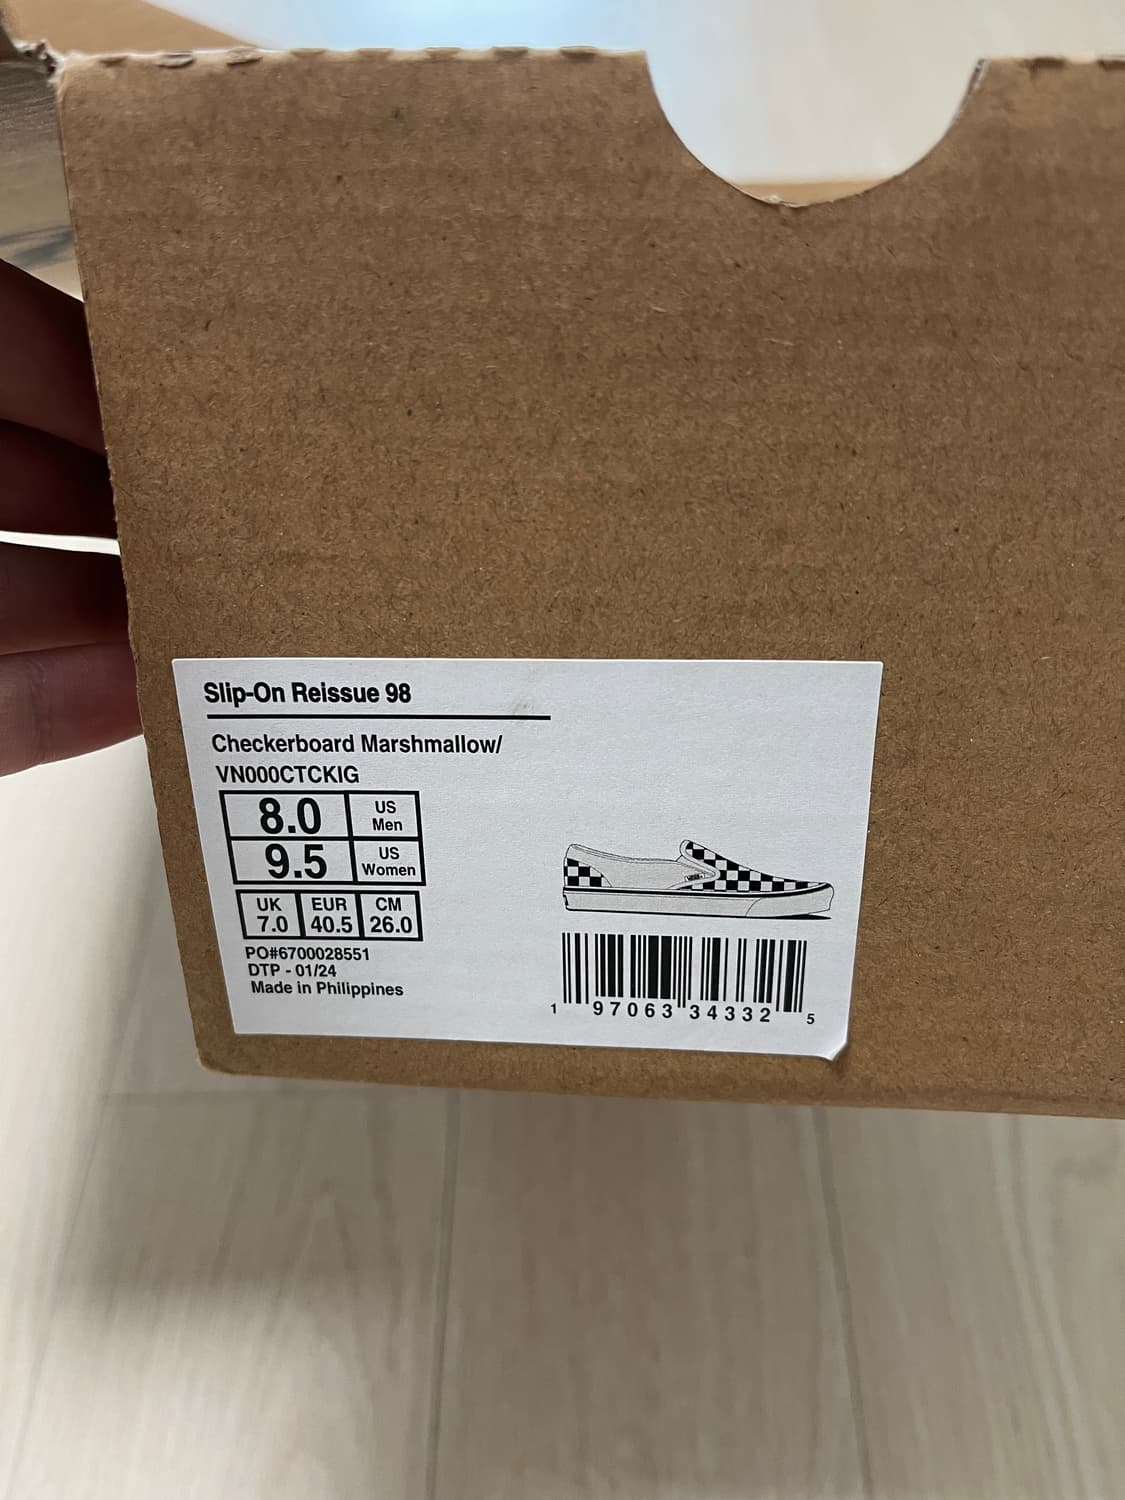 Slip-On Reissue 98
Checkerboard Marshmallow/
VN000CTCKIG
8.0 US Men
9.5 US Women
UK EUR CM
7.0 40.5 26.0
PO#6700028551
DTP - 01/24
Made in Philippines
1 97063 34332 5